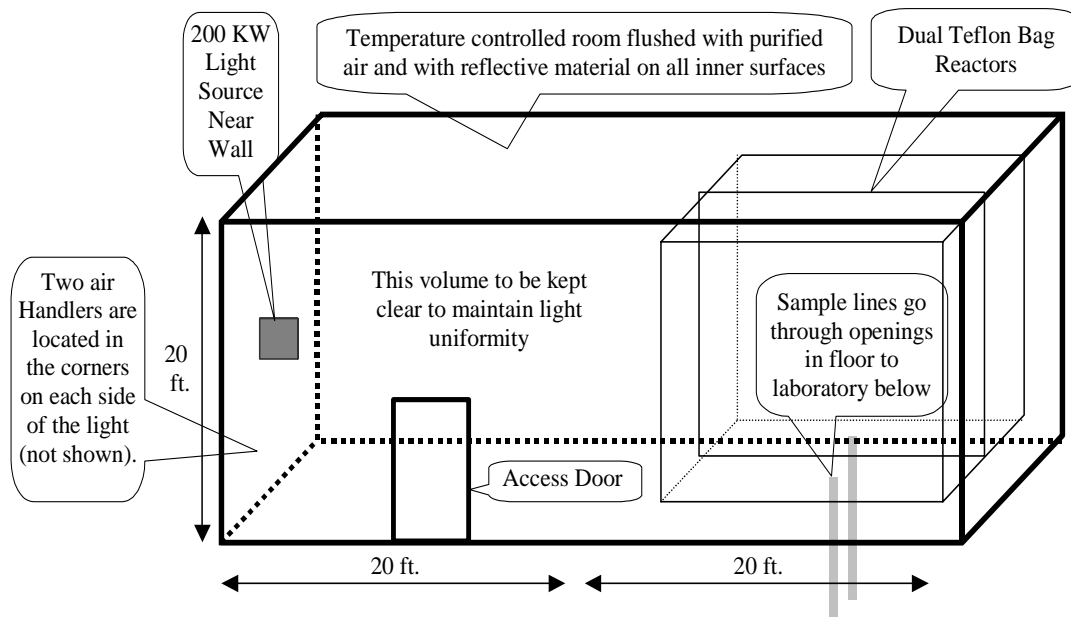 200 KW
Light
Source
Near
Wall
Temperature controlled room flushed with purified
air and with reflective material on all inner surfaces
Dual Teflon Bag
Reactors
Two air
Handlers are
located in
the corners
on each side
of the light
(not shown).
20
ft.
This volume to be kept
clear to maintain light
uniformity
Sample lines go
through openings
in floor to
laboratory below
Access Door
20 ft.
20 ft.